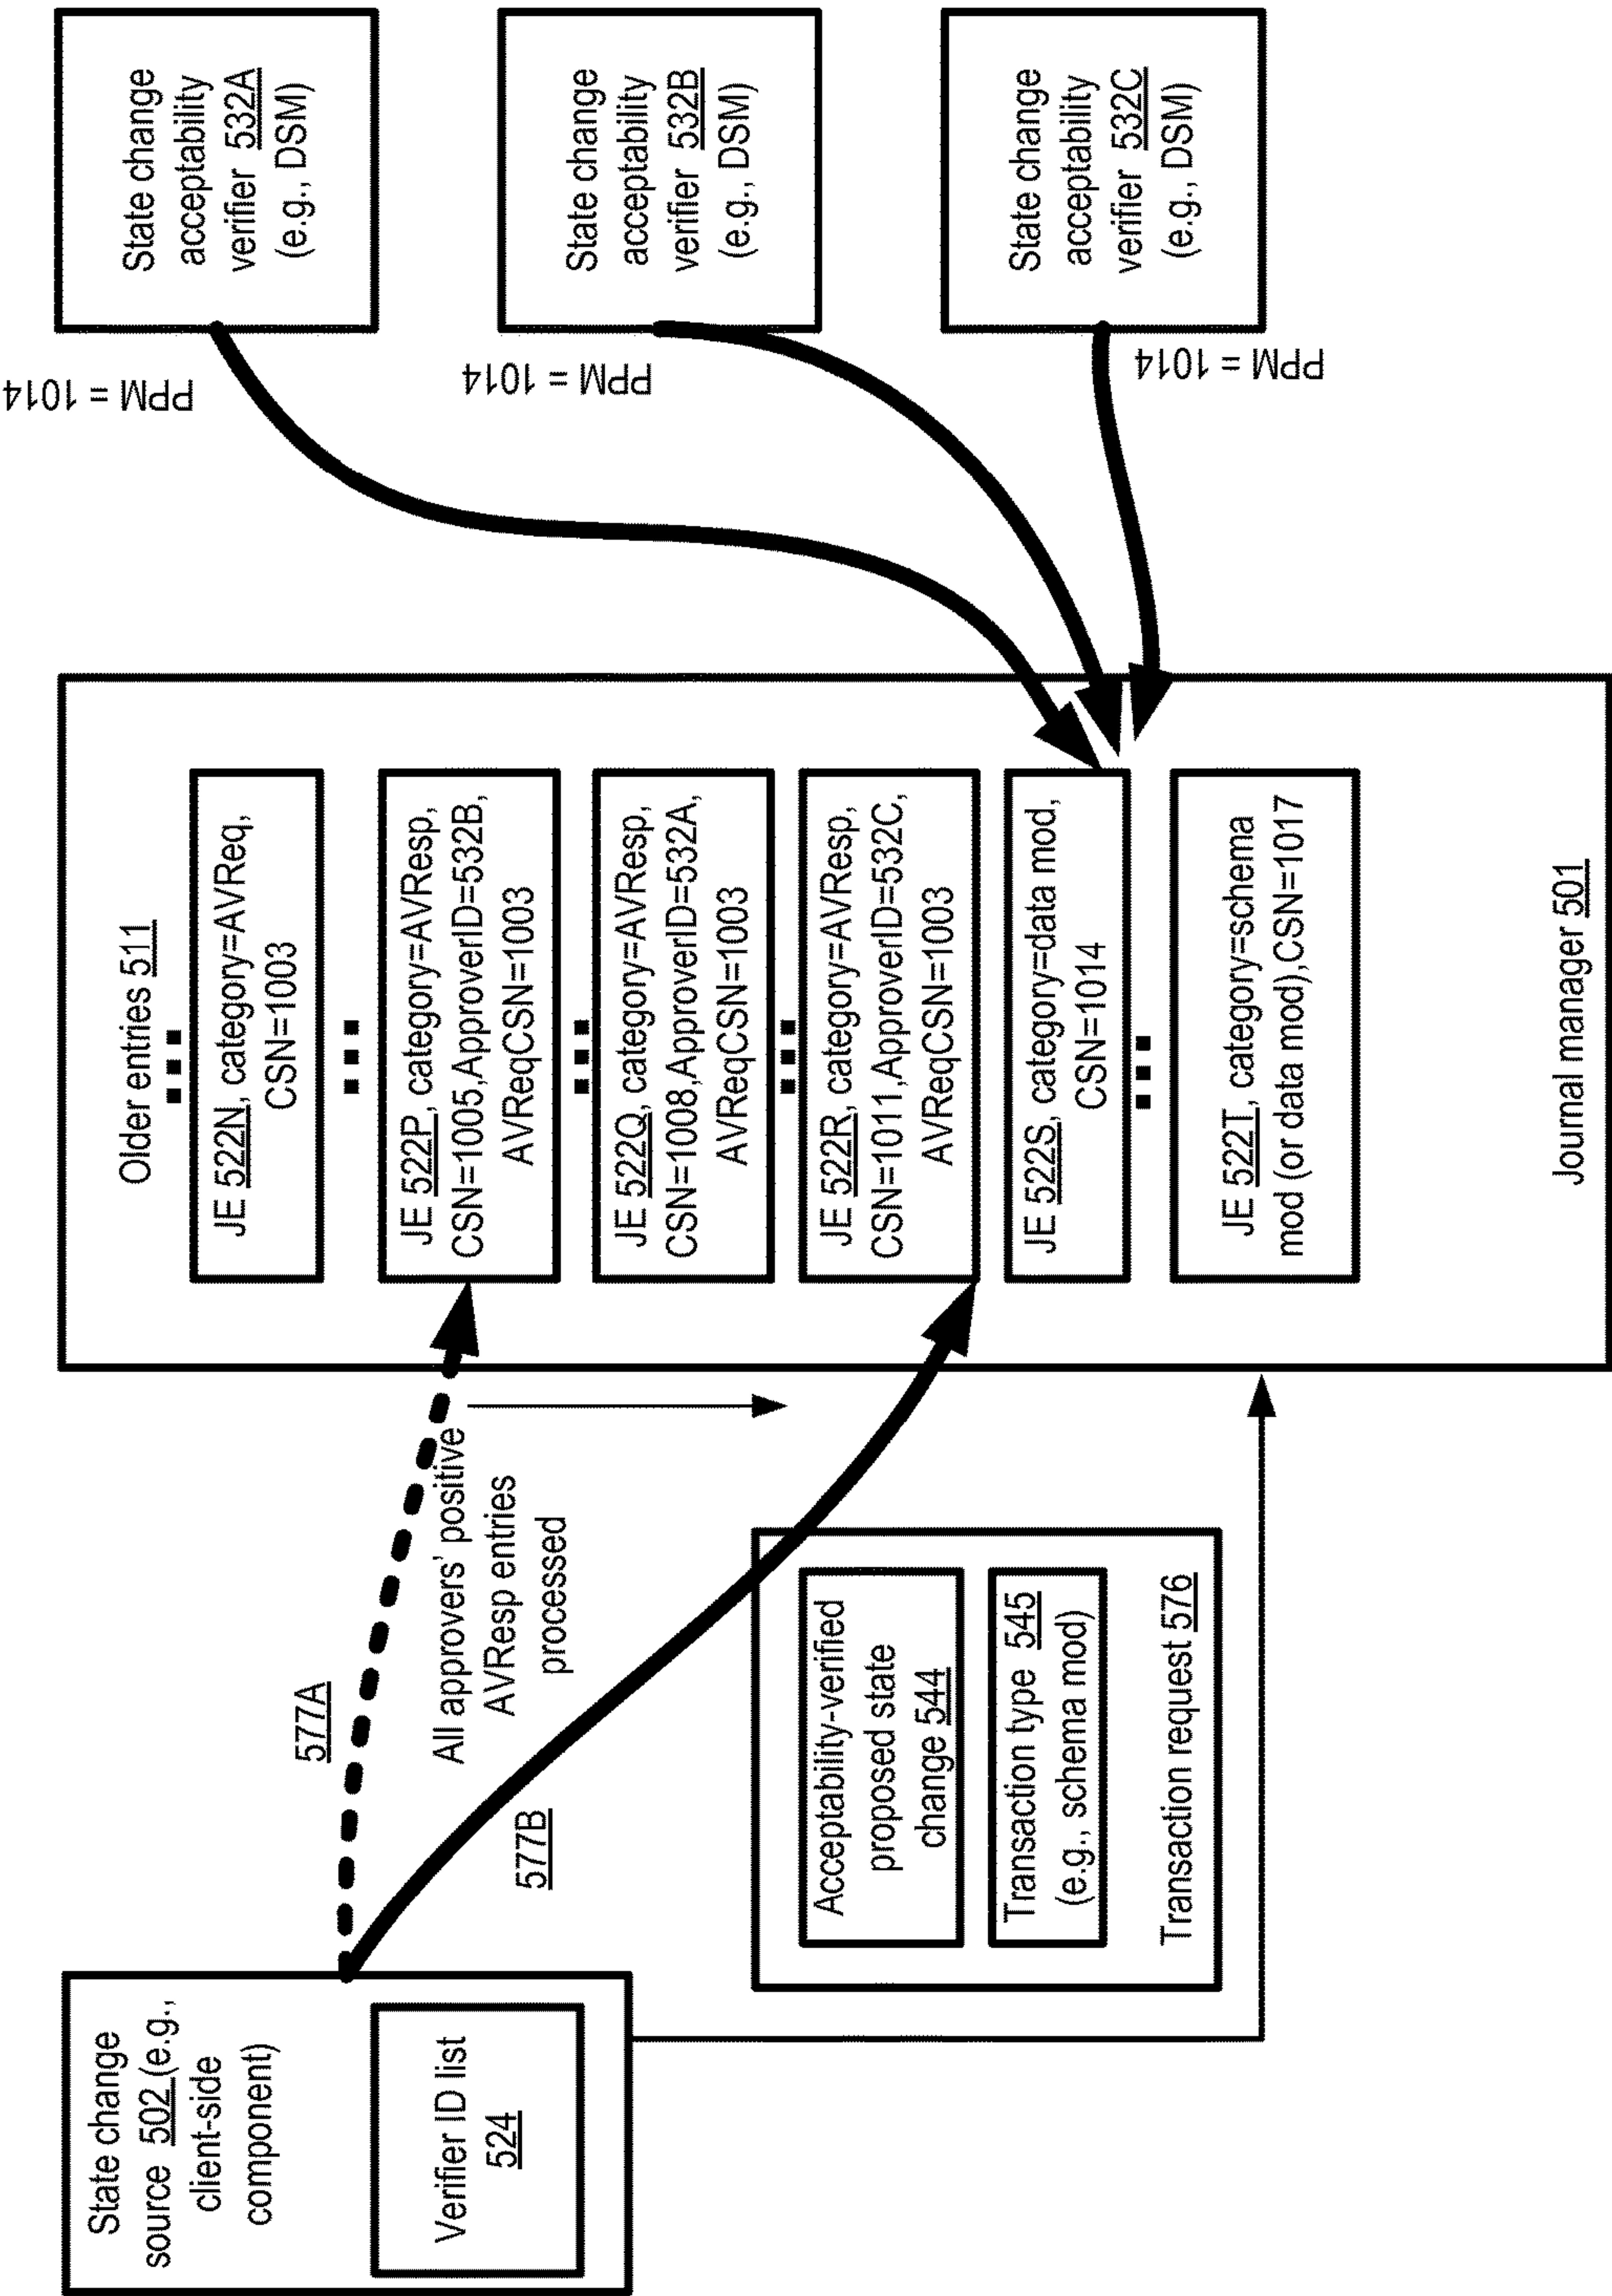 State change
source 502 (e.g.,
client-side
component)
Verifier ID list
524
577A
All approvers' positive
AVResp entries
processed
577B
Acceptability-verified
proposed state
change 544
Transaction type 545
(e.g., schema mod)
Transaction request 576
Older entries 511
JE 522N, category=AVReq,
CSN=1003
JE 522P, category=AVResp,
CSN=1005,ApproverID=532B,
AVReqCSN=1003
JE 522Q, category=AVResp,
CSN=1008,ApproverID=532A,
AVReqCSN=1003
JE 522R, category=AVResp,
CSN=1011,ApproverID=532C,
AVReqCSN=1003
JE 522S, category=data mod,
CSN=1014
JE 522T, category=schema
mod (or data mod),CSN=1017
Journal manager 501
PPM = 1014
State change
acceptability
verifier 532A
(e.g., DSM)
PPM = 1014
State change
acceptability
verifier 532B
(e.g., DSM)
PPM = 1014
State change
acceptability
verifier 532C
(e.g., DSM)